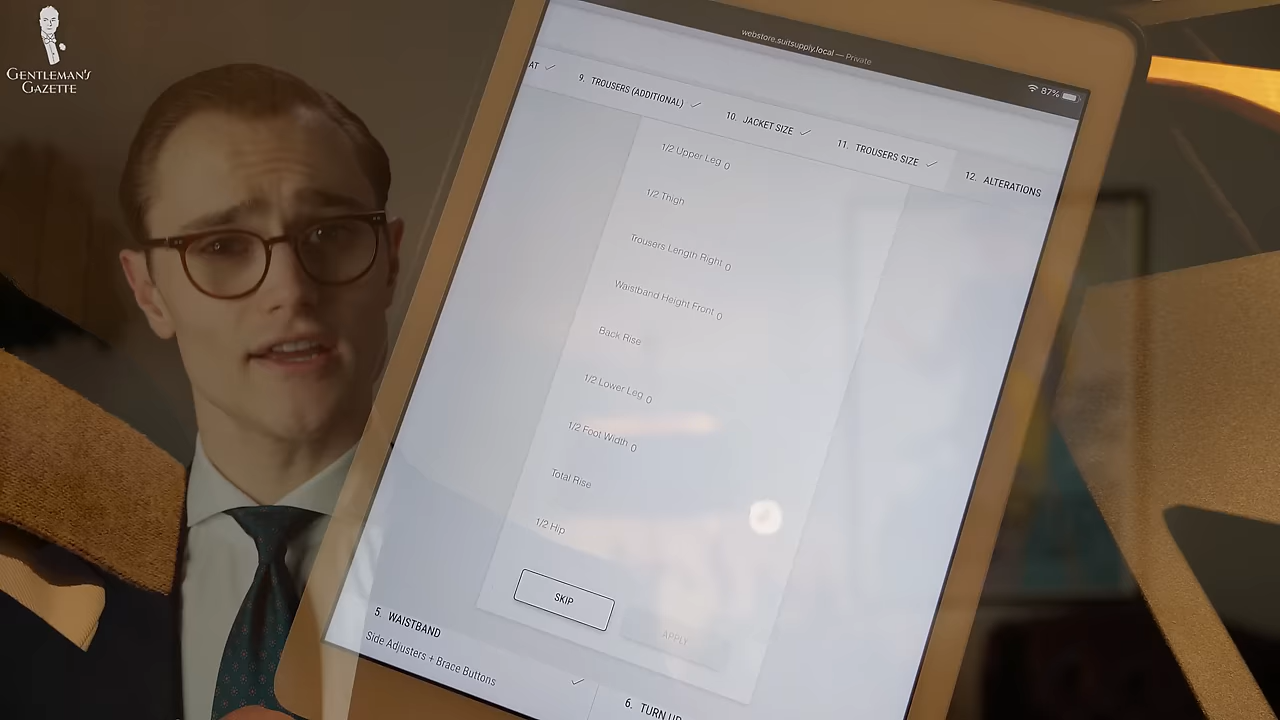 GENTLEMAN'S
GAZETTE
webstore.suitsupply.local — Private
87%
AT
9. TROUSERS (ADDITIONAL)
10. JACKET SIZE
11. TROUSERS SIZE
12. ALTERATIONS
1/2 Upper Leg 0
1/2 Thigh
Trousers Length Right 0
Waistband Height Front 0
Back Rise
1/2 Lower Leg 0
1/2 Foot Width 0
Total Rise
1/2 Hip
SKIP
APPLY
5. WAISTBAND
Side Adjusters + Brace Buttons
6. TURN UP